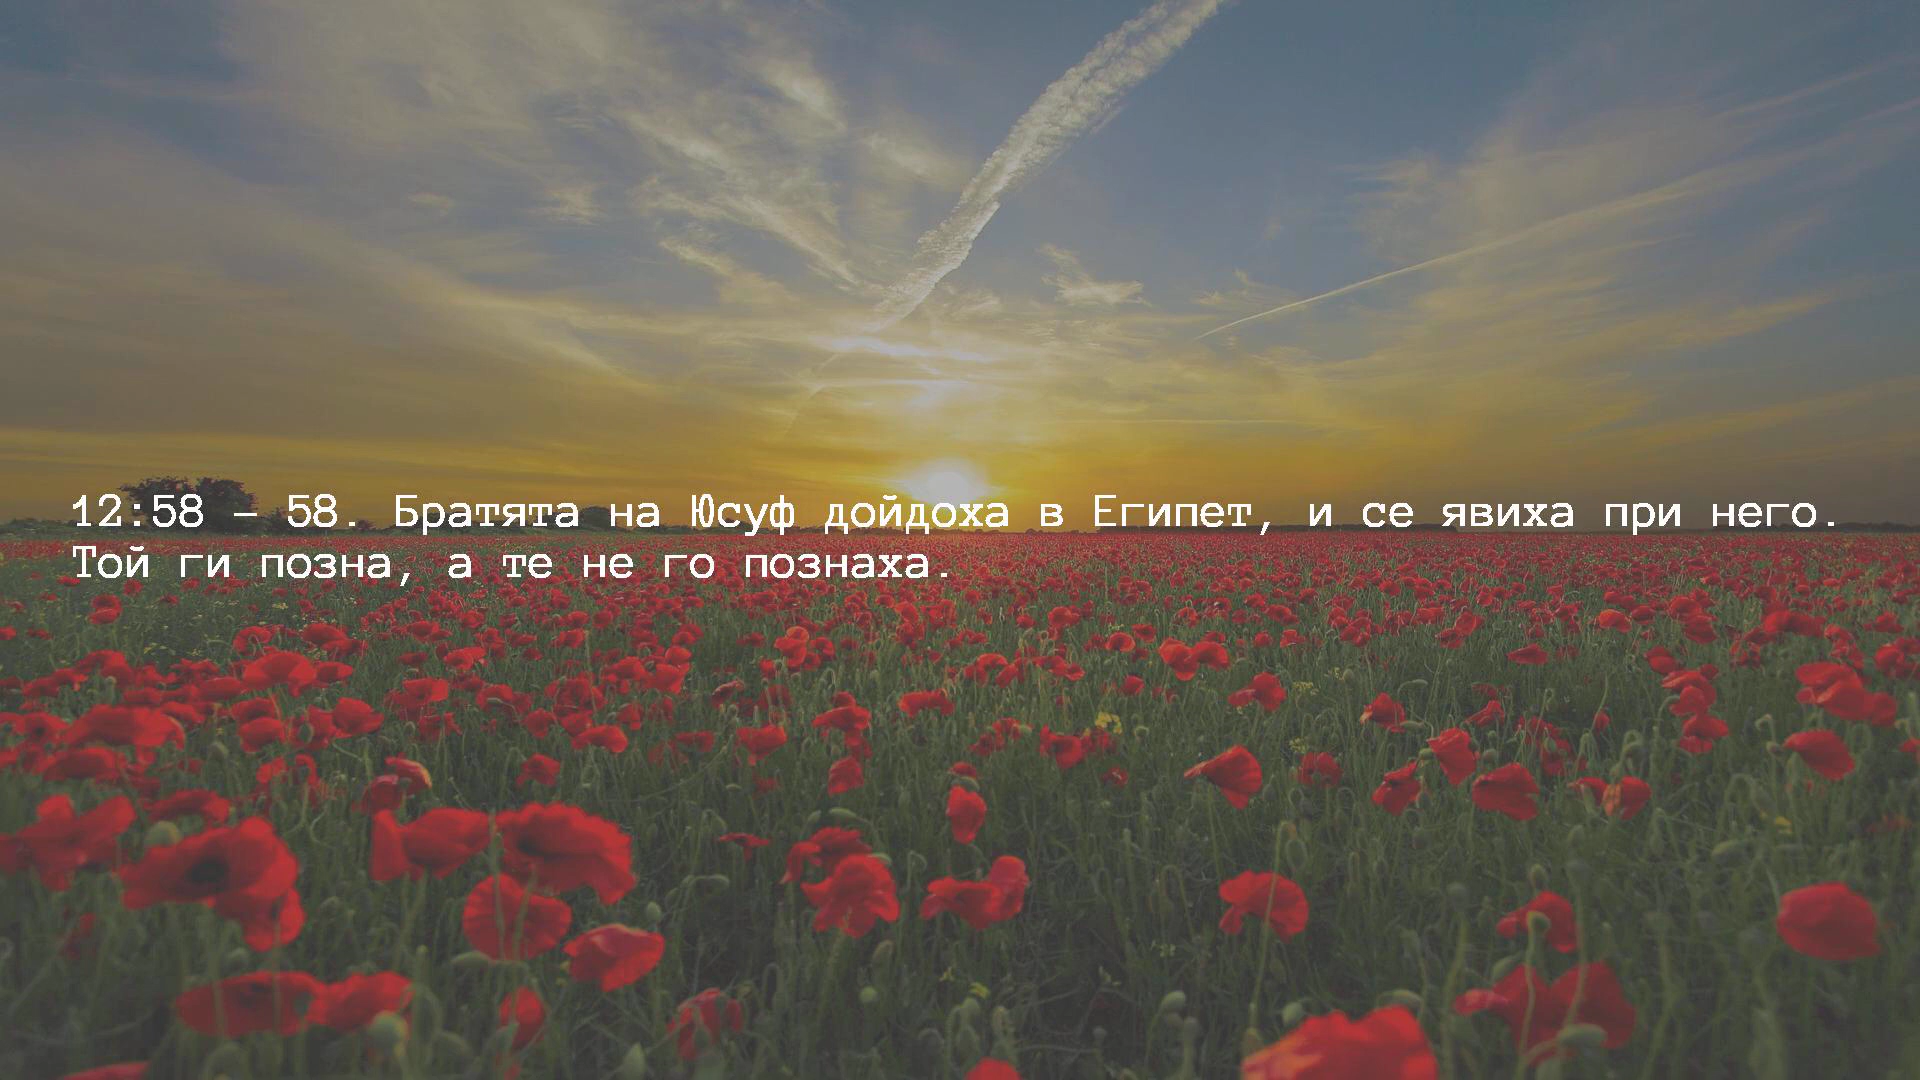 12:58 – 58. Братята на Юсуф дойдоха в Египет, и се явиха при него.
Той ги позна, а те не го познаха.